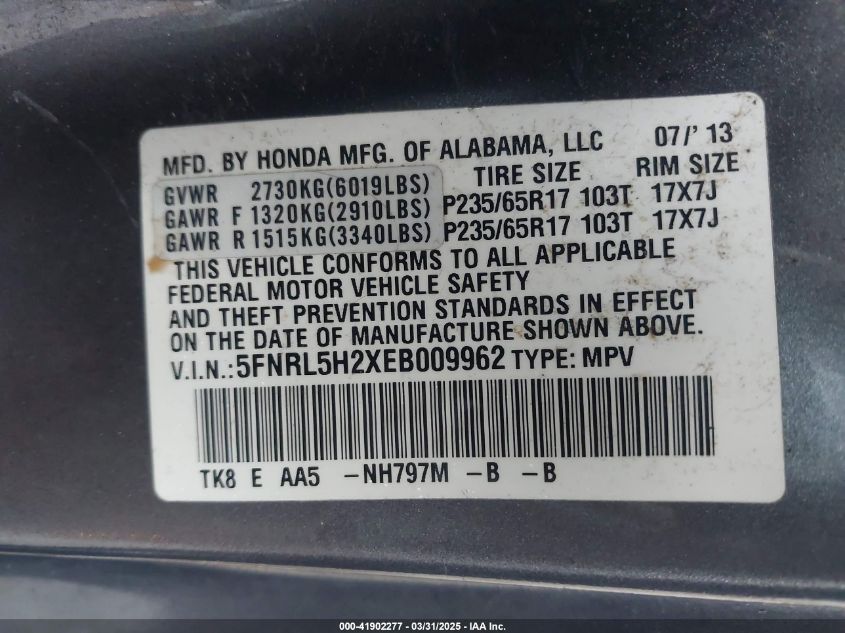 MFD. BY HONDA MFG. OF ALABAMA, LLC 07/' 13
TIRE SIZE RIM SIZE
GVWR 2730KG(6019LBS)
GAWR F 1320KG(2910LBS) P235/65R17 103T 17X7J
GAWR R 1515KG(3340LBS) P235/65R17 103T 17X7J
THIS VEHICLE CONFORMS TO ALL APPLICABLE
FEDERAL MOTOR VEHICLE SAFETY
AND THEFT PREVENTION STANDARDS IN EFFECT
ON THE DATE OF MANUFACTURE SHOWN ABOVE.
V.I.N.:5FNRL5H2XEB009962 TYPE: MPV
TK8 E AA5 -NH797M -B -B
000-41902277 - 03/31/2025 - IAA Inc.